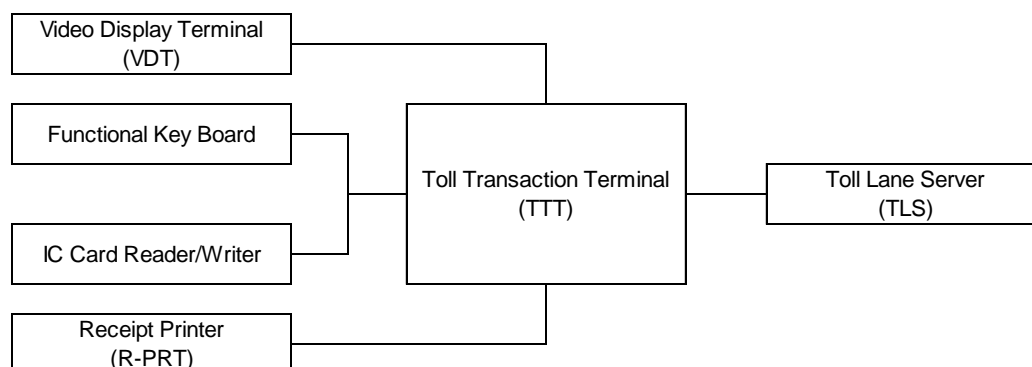 Video Display Terminal
(VDT)
Functional Key Board
IC Card Reader/Writer
Receipt Printer
(R-PRT)
Toll Transaction Terminal
(TTT)
Toll Lane Server
(TLS)